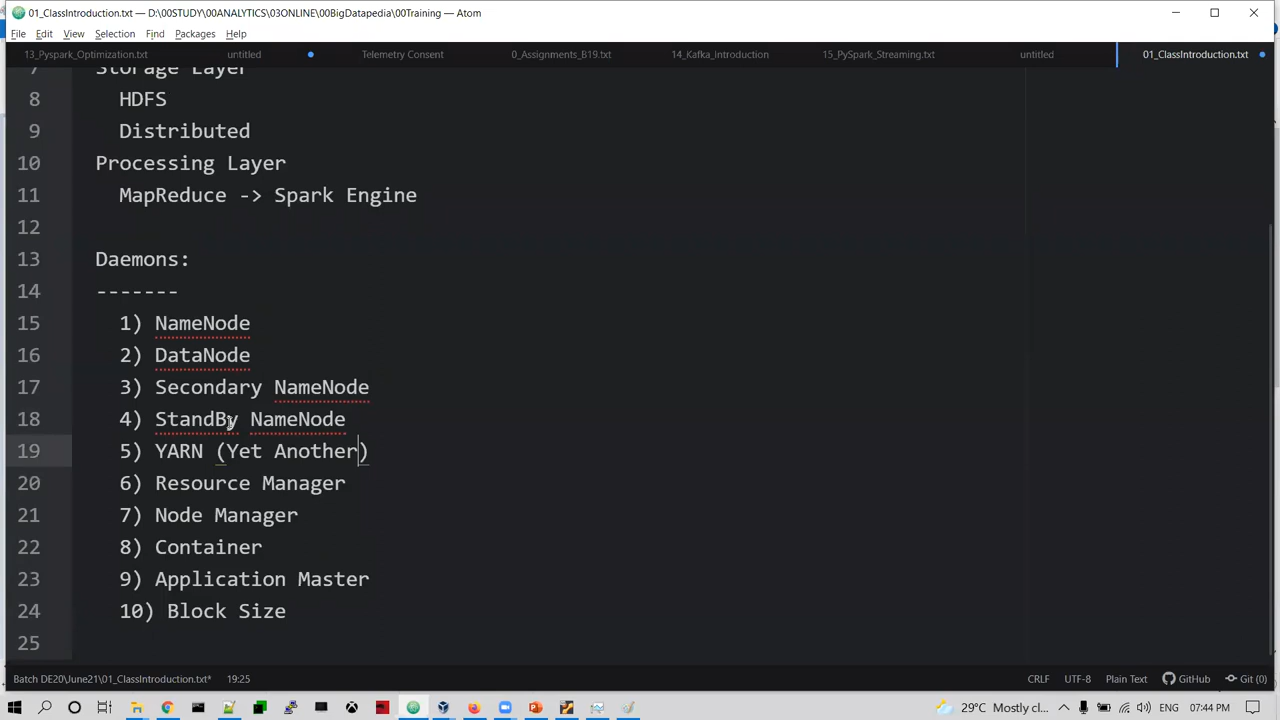 01_ClassIntroduction.txt — D:\00STUDY\00ANALYTICS\03ONLINE\00BigDatapedia\00Training — Atom
File Edit View Selection Find Packages Help
13_Pyspark_Optimization.txt untitled Telemetry Consent 0_Assignments_B19.txt 14_Kafka_Introduction 15_PySpark_Streaming.txt untitled 01_ClassIntroduction.txt
7 Storage Layer
8 HDFS
9 Distributed
10 Processing Layer
11 MapReduce -> Spark Engine
12
13 Daemons:
14 -------
15 1) NameNode
16 2) DataNode
17 3) Secondary NameNode
18 4) StandBy NameNode
19 5) YARN (Yet Another)
20 6) Resource Manager
21 7) Node Manager
22 8) Container
23 9) Application Master
24 10) Block Size
25
Batch DE20\June21\01_ClassIntroduction.txt* 19:25 CRLF UTF-8 Plain Text GitHub Git (0)
29°C Mostly cl... ENG 07:44 PM